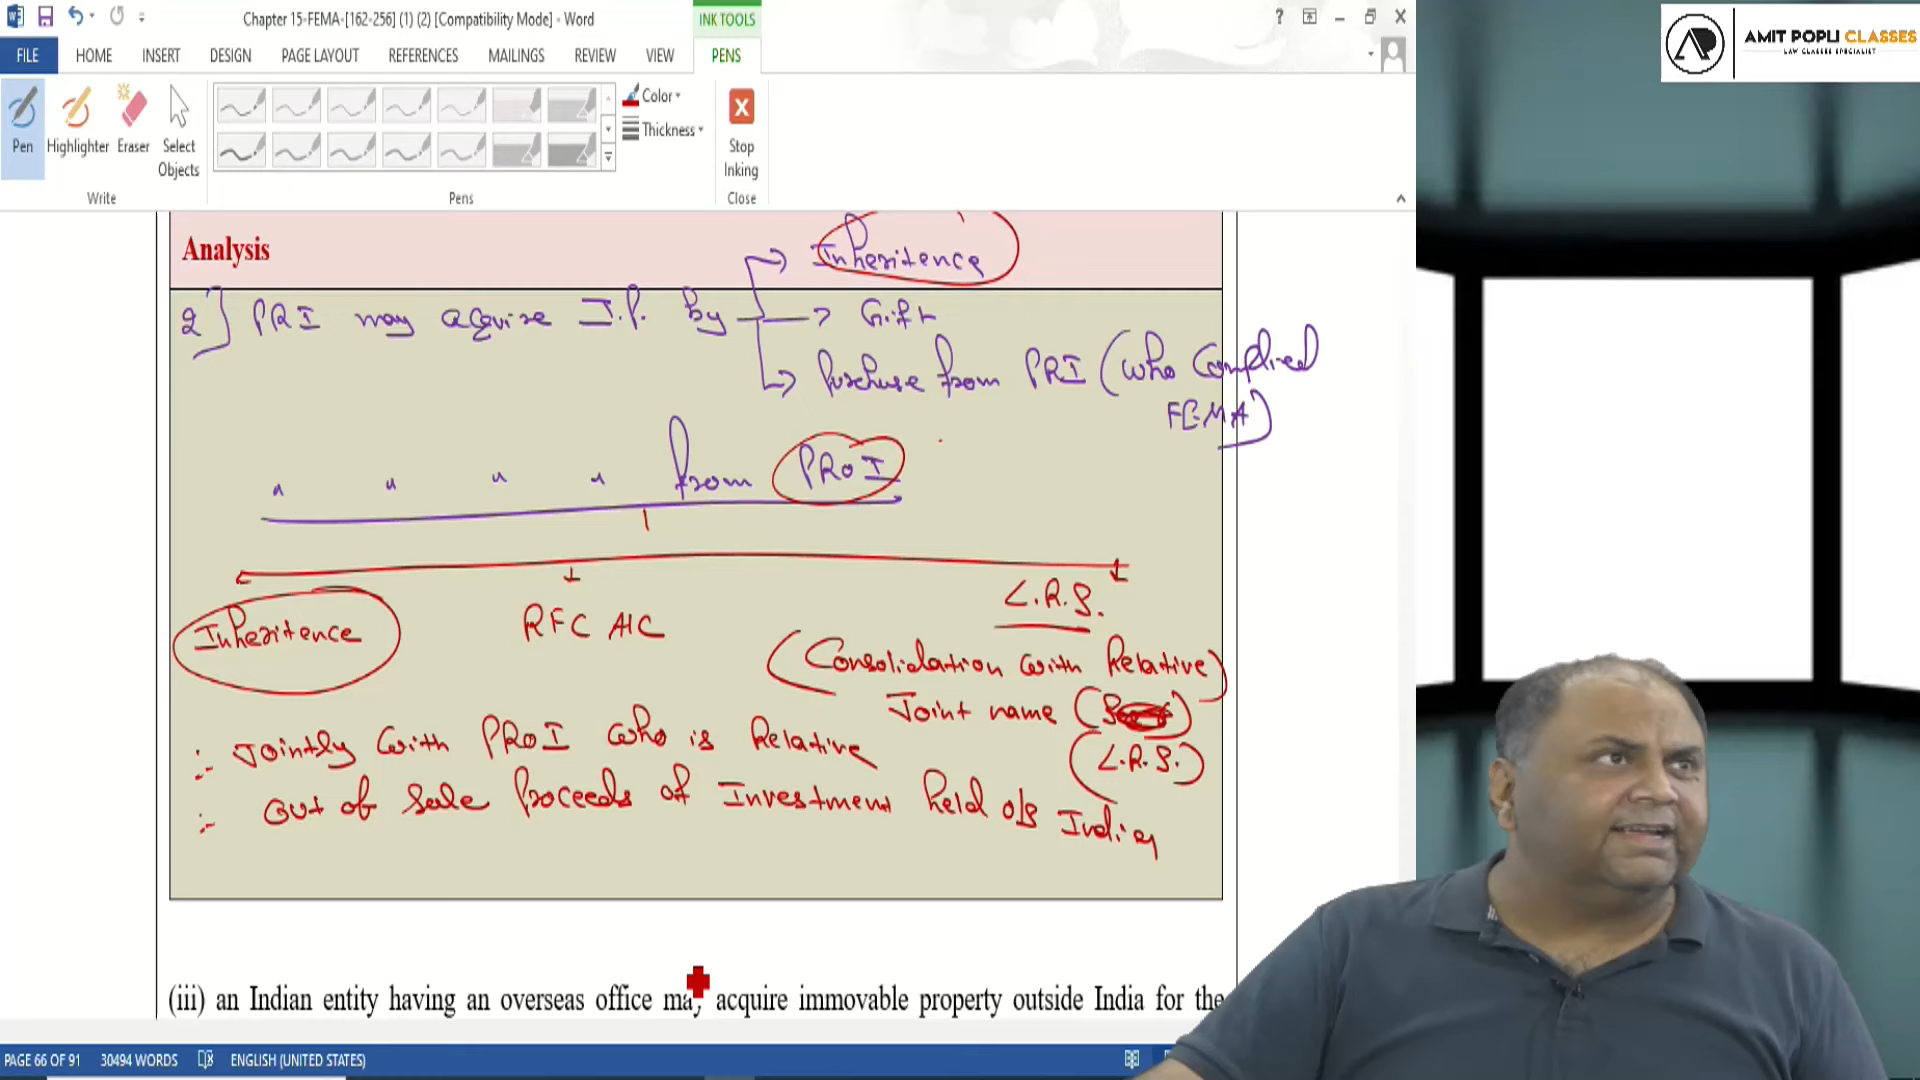 Chapter 15-FEMA-[162-256] (1) (2) [Compatibility Mode] - Word
INK TOOLS
FILE HOME INSERT DESIGN PAGE LAYOUT REFERENCES MAILINGS REVIEW VIEW PENS
AMIT POPLI CLASSES
LAW CLASSES SPECIALIST
Pen Highlighter Eraser Select Objects
Color
Thickness
Stop Inking
Write Pens Close
Analysis
Inheritence
2] PRI may acquire I.P. by
Gift
Purchase from PRI (who complied
FEMA)
" " " " from PRoI
Inheritence
RFC A/C
L.R.S.
(Consolidation with Relative)
Joint name
(L.R.S.)
Jointly with PRoI who is Relative
Out of Sale Proceeds of Investment held o/s India
(iii) an Indian entity having an overseas office may acquire immovable property outside India for the
PAGE 66 OF 91 30494 WORDS ENGLISH (UNITED STATES)